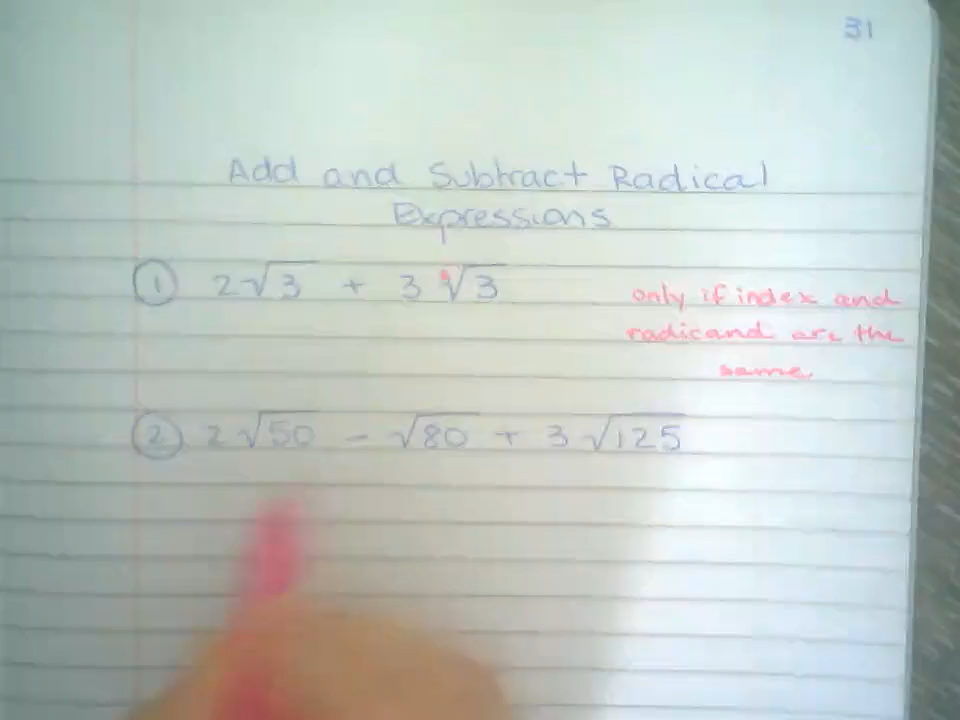 31
Add and Subtract Radical
Expressions
① 2√3 + 3 √3
only if index and
radicand are the
same
② 2√50 - √80 + 3√125